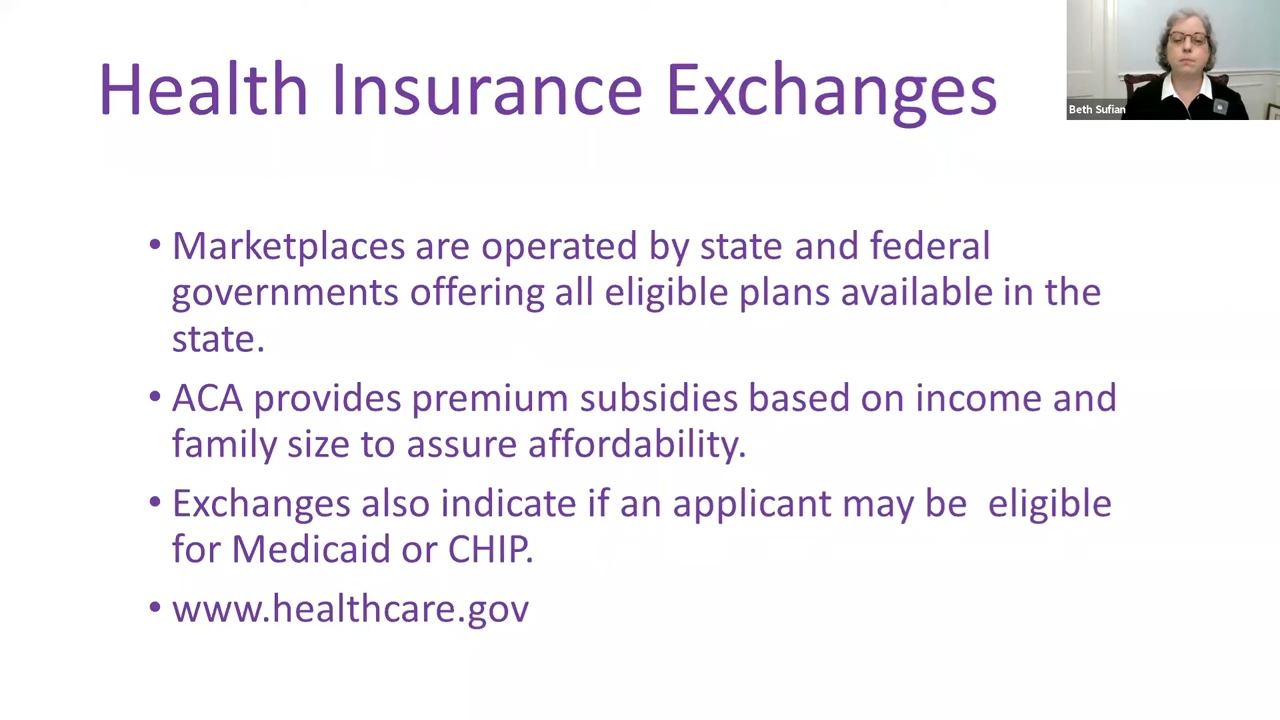 Health Insurance Exchanges
Beth Sufian
• Marketplaces are operated by state and federal
governments offering all eligible plans available in the
state.
• ACA provides premium subsidies based on income and
family size to assure affordability.
• Exchanges also indicate if an applicant may be  eligible
for Medicaid or CHIP.
• www.healthcare.gov